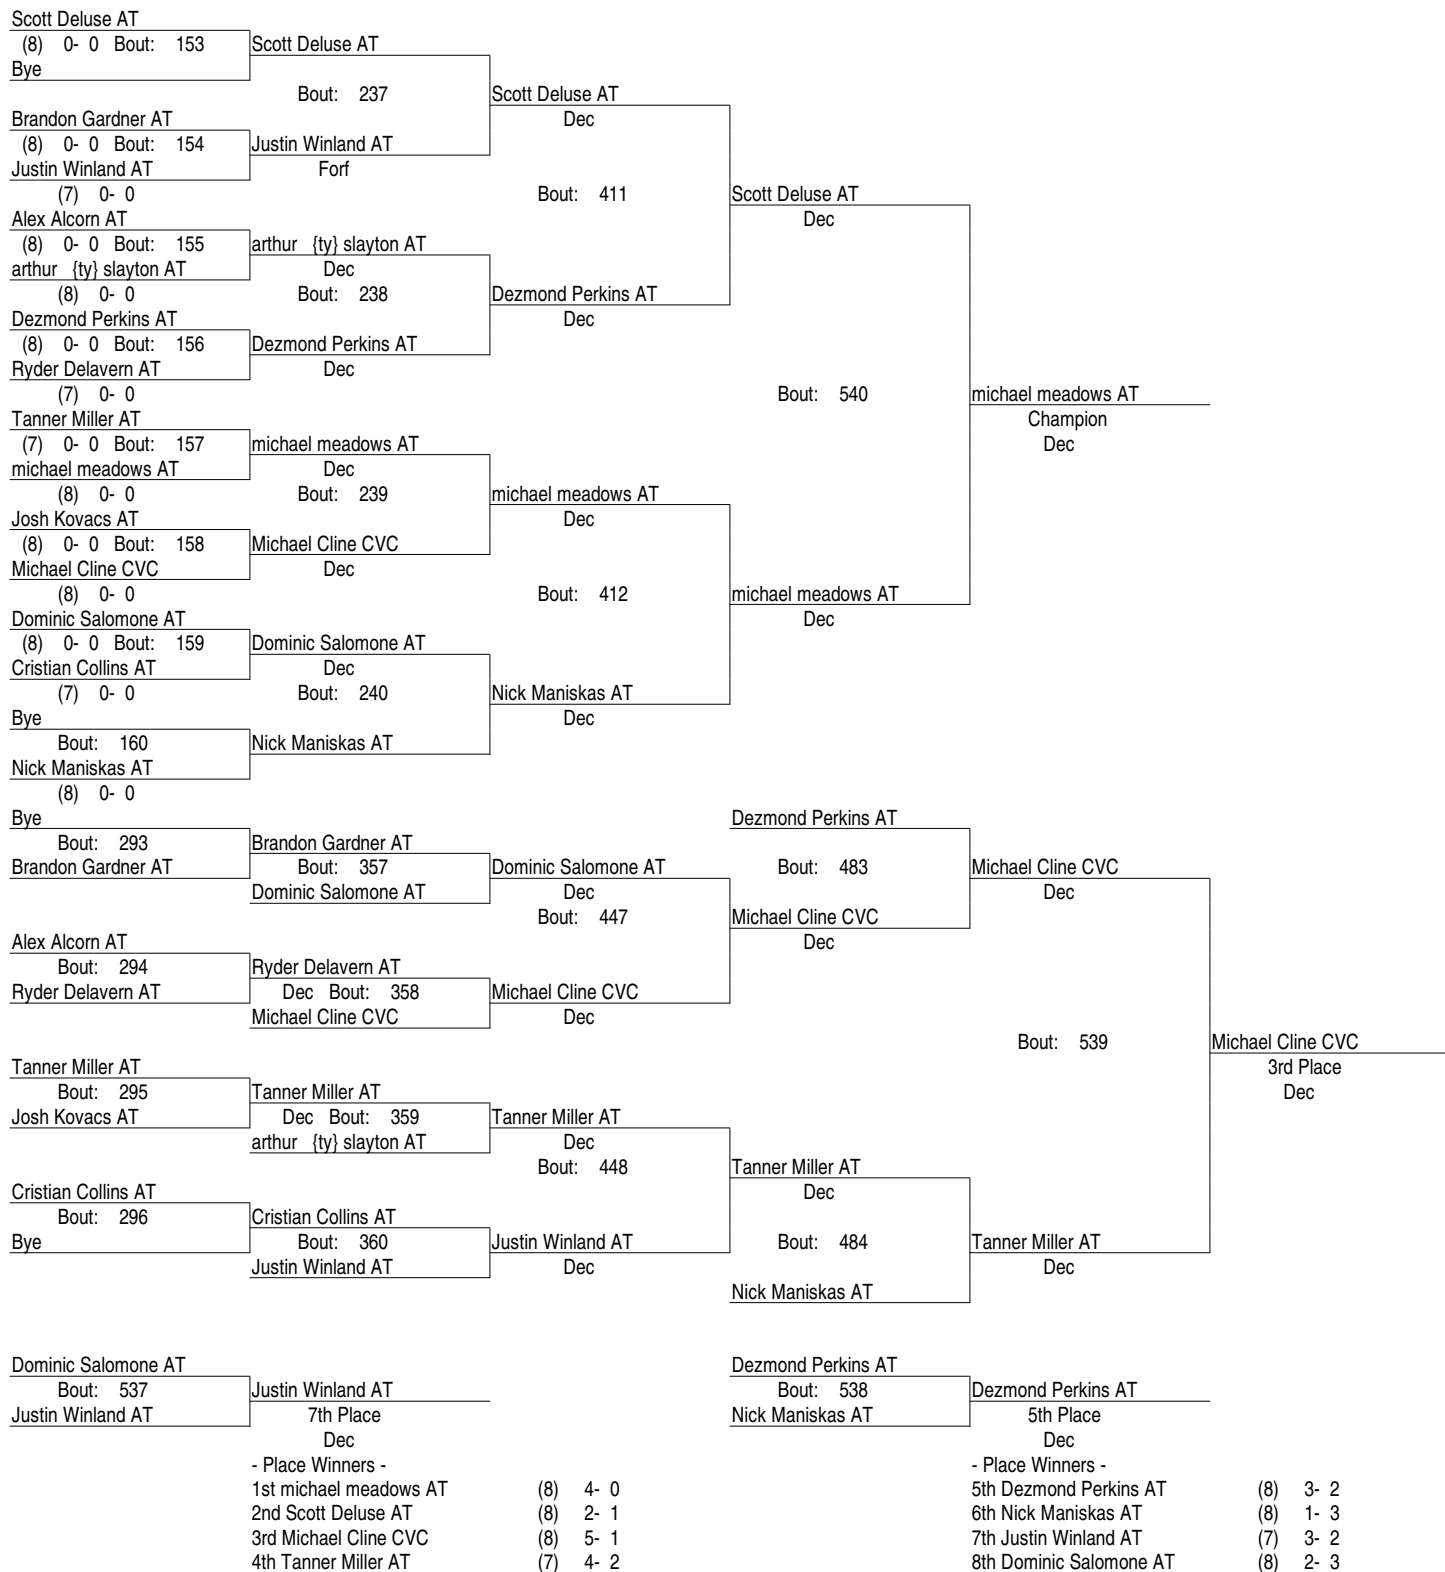 Scott Deluse AT
(8) 0- 0 Bout: 153 Scott Deluse AT
Bye
Bout: 237 Scott Deluse AT
Brandon Gardner AT Dec
(8) 0- 0 Bout: 154 Justin Winland AT
Justin Winland AT Forf
(7) 0- 0 Bout: 411 Scott Deluse AT
Alex Alcorn AT Dec
(8) 0- 0 Bout: 155 arthur {ty} slayton AT
arthur {ty} slayton AT Dec
(8) 0- 0 Bout: 238 Dezmond Perkins AT
Dezmond Perkins AT Dec
(8) 0- 0 Bout: 156 Dezmond Perkins AT
Ryder Delavern AT Dec
(7) 0- 0 Bout: 540 michael meadows AT
Tanner Miller AT Champion
(7) 0- 0 Bout: 157 michael meadows AT Dec
michael meadows AT Dec
(8) 0- 0 Bout: 239 michael meadows AT
Josh Kovacs AT Dec
(8) 0- 0 Bout: 158 Michael Cline CVC
Michael Cline CVC Dec
(8) 0- 0 Bout: 412 michael meadows AT
Dominic Salomone AT Dec
(8) 0- 0 Bout: 159 Dominic Salomone AT
Cristian Collins AT Dec
(7) 0- 0 Bout: 240 Nick Maniskas AT
Bye Dec
Bout: 160 Nick Maniskas AT
Nick Maniskas AT
(8) 0- 0
Bye Dezmond Perkins AT
Bout: 293 Brandon Gardner AT
Brandon Gardner AT Bout: 357 Dominic Salomone AT Bout: 483 Michael Cline CVC
Dominic Salomone AT Dec Dec
Bout: 447 Michael Cline CVC
Alex Alcorn AT Dec
Bout: 294 Ryder Delavern AT
Ryder Delavern AT Dec Bout: 358 Michael Cline CVC
Michael Cline CVC Dec
Bout: 539 Michael Cline CVC
Tanner Miller AT 3rd Place
Bout: 295 Tanner Miller AT Dec
Josh Kovacs AT Dec Bout: 359 Tanner Miller AT
arthur {ty} slayton AT Dec
Bout: 448 Tanner Miller AT
Cristian Collins AT Dec
Bout: 296 Cristian Collins AT
Bye Bout: 360 Justin Winland AT Bout: 484 Tanner Miller AT
Justin Winland AT Dec Dec
Nick Maniskas AT
Dominic Salomone AT Dezmond Perkins AT
Bout: 537 Justin Winland AT Bout: 538 Dezmond Perkins AT
Justin Winland AT 7th Place Nick Maniskas AT 5th Place
Dec Dec
- Place Winners - - Place Winners -
1st michael meadows AT (8) 4- 0 5th Dezmond Perkins AT (8) 3- 2
2nd Scott Deluse AT (8) 2- 1 6th Nick Maniskas AT (8) 1- 3
3rd Michael Cline CVC (8) 5- 1 7th Justin Winland AT (7) 3- 2
4th Tanner Miller AT (7) 4- 2 8th Dominic Salomone AT (8) 2- 3